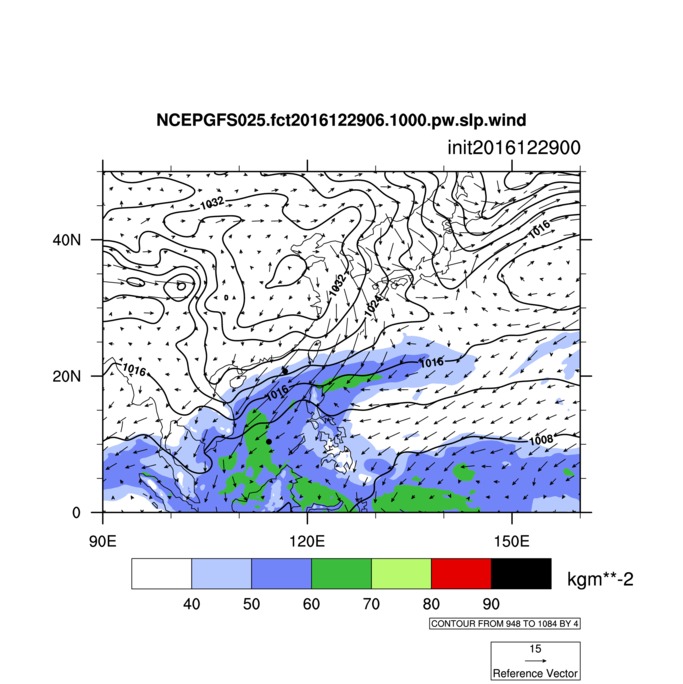 NCEPGFS025.fct2016122906.1000.pw.slp.wind
init2016122900
1032
1016
40N
1032
1024
1016
1016
20N
1016
1008
0
90E 120E 150E
kgm**-2
40 50 60 70 80 90
CONTOUR FROM 948 TO 1084 BY 4
15
Reference Vector